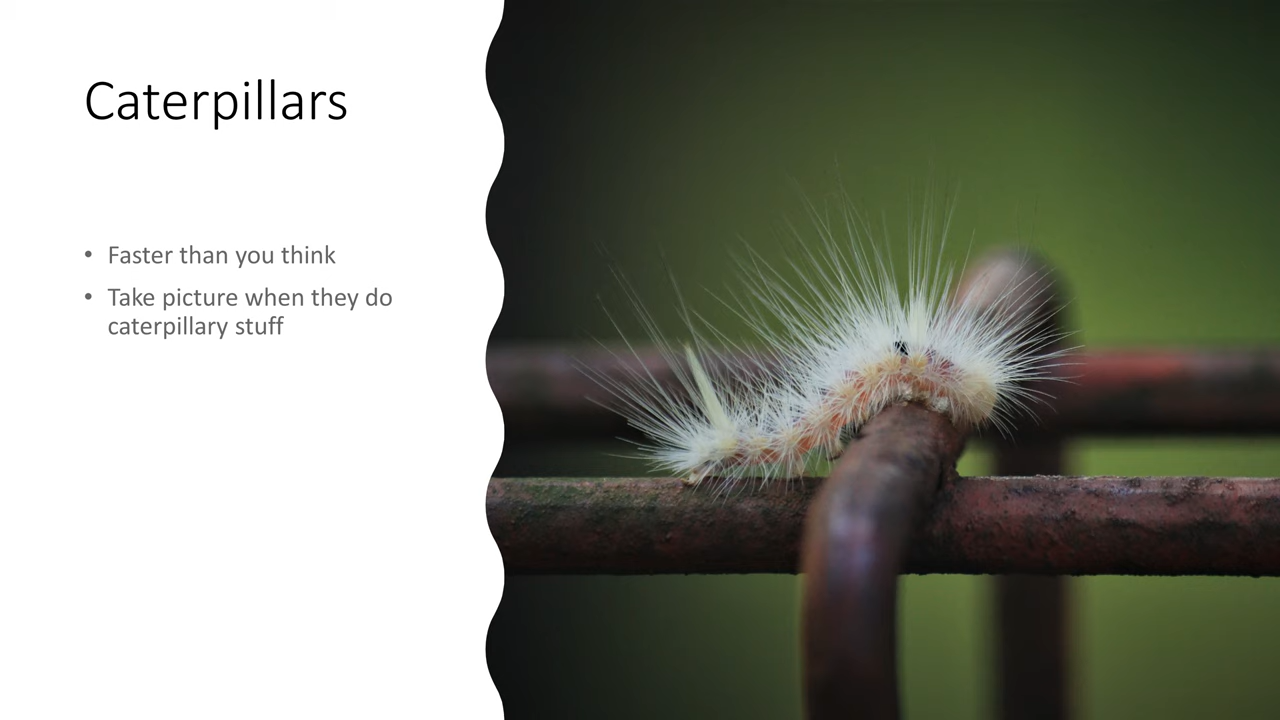 Caterpillars
• Faster than you think
• Take picture when they do
caterpillary stuff